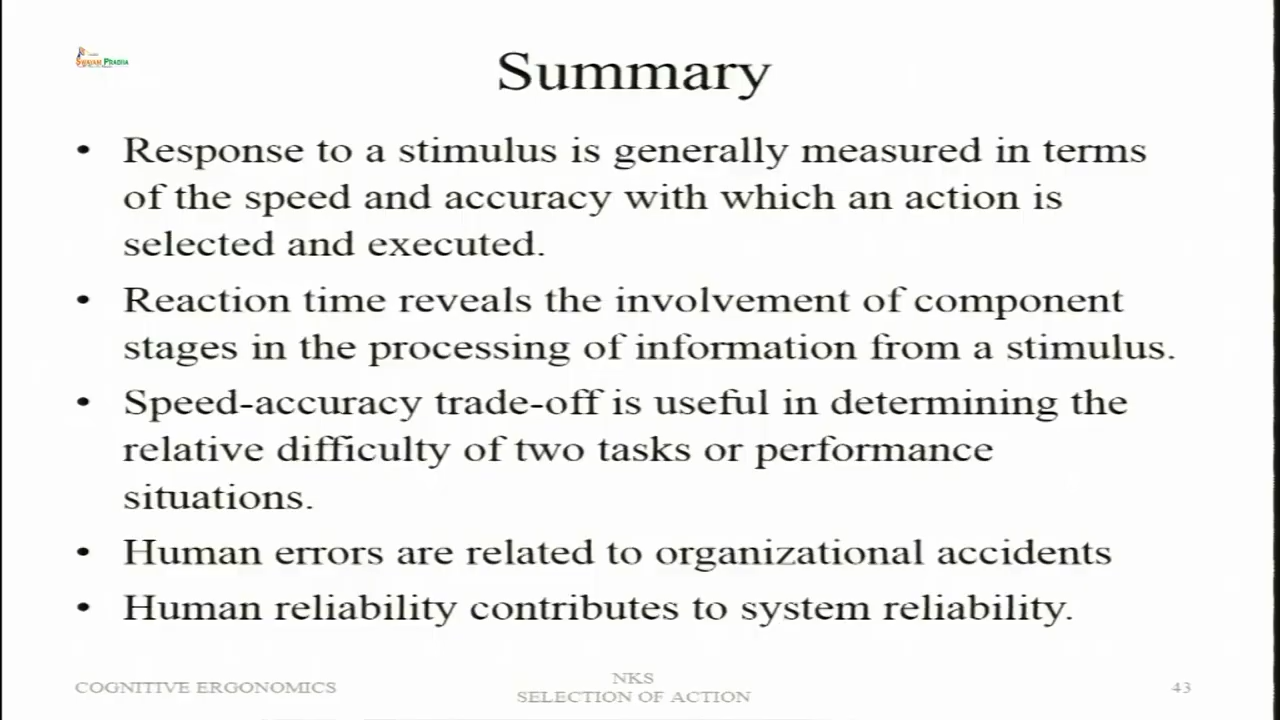 SWAYAM PRABHA
Summary
• Response to a stimulus is generally measured in terms
of the speed and accuracy with which an action is
selected and executed.
• Reaction time reveals the involvement of component
stages in the processing of information from a stimulus.
• Speed-accuracy trade-off is useful in determining the
relative difficulty of two tasks or performance
situations.
• Human errors are related to organizational accidents
• Human reliability contributes to system reliability.
COGNITIVE ERGONOMICS
NKS
SELECTION OF ACTION
43